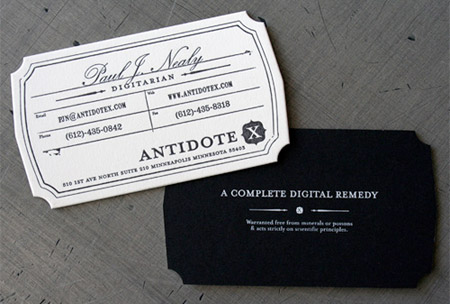 Paul J. Nealy
DIGITARIAN
Email PJN@ANTIDOTEX.COM
Web WWW.ANTIDOTEX.COM
Phone (612)-435-0842
Fax (612)-435-8318
ANTIDOTE X
510 1ST AVE NORTH SUITE 210 MINNEAPOLIS MINNESOTA 55403
A COMPLETE DIGITAL REMEDY
X
Warranted free from minerals or poisons
& acts strictly on scientific principles.